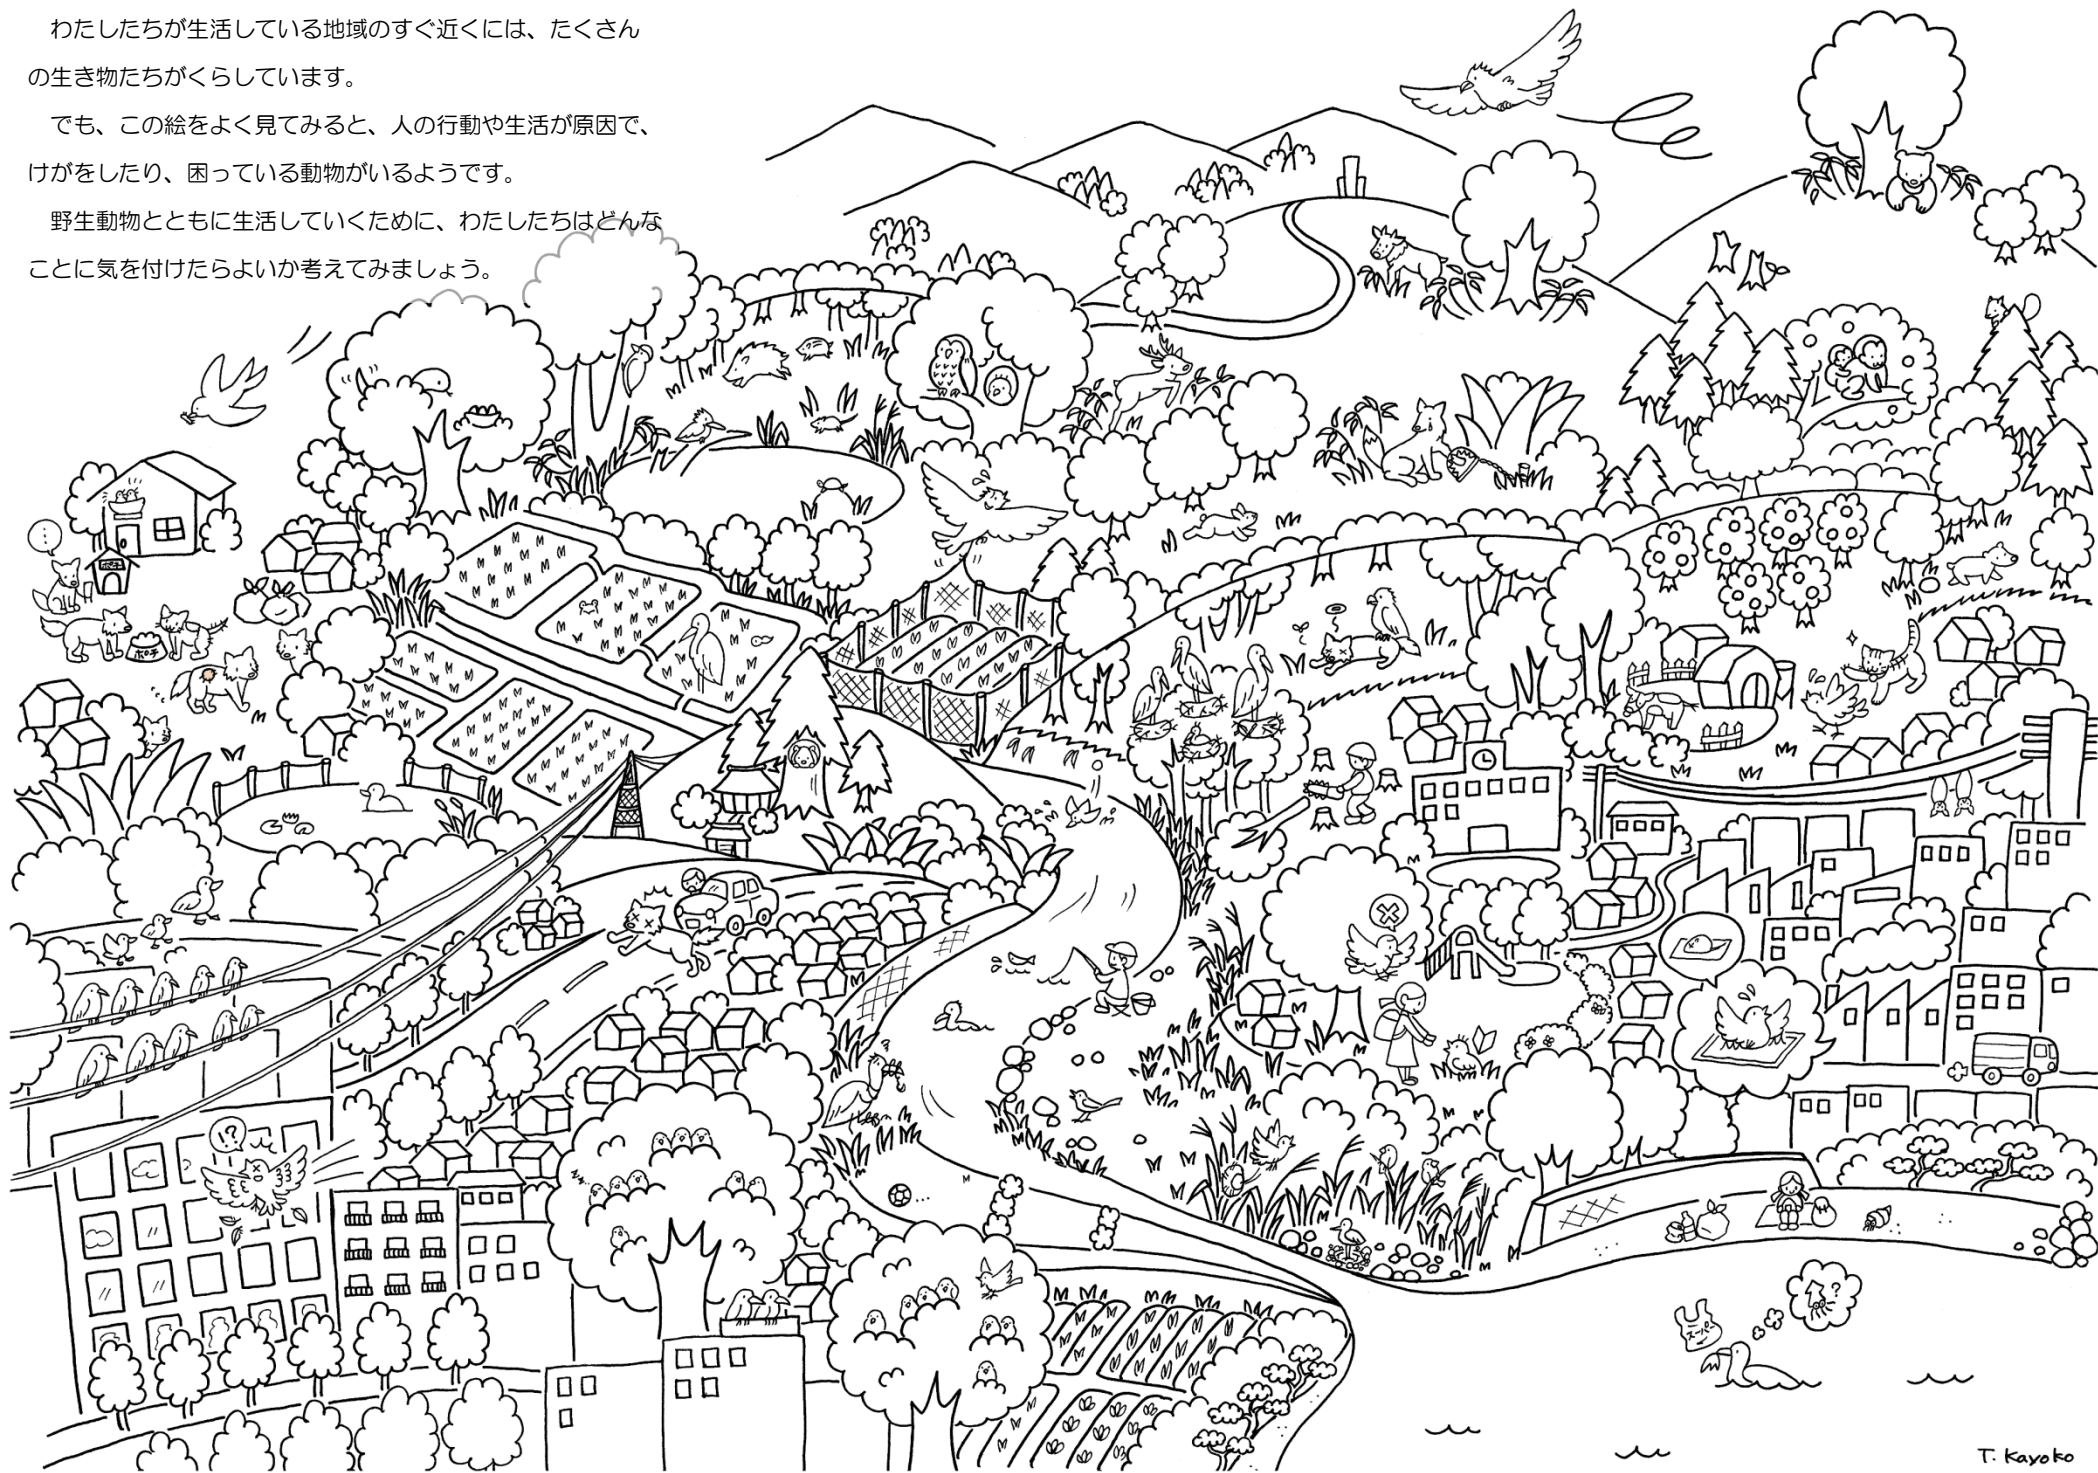 わたしたちが生活している地域のすぐ近くには、たくさん
の生き物たちがくらしています。
　でも、この絵をよく見てみると、人の行動や生活が原因で、
けがをしたり、困っている動物がいるようです。
　野生動物とともに生活していくために、わたしたちはどんな
ことに気を付けたらよいか考えてみましょう。
ポチ
!?
スーパー
?
T. Kayoko